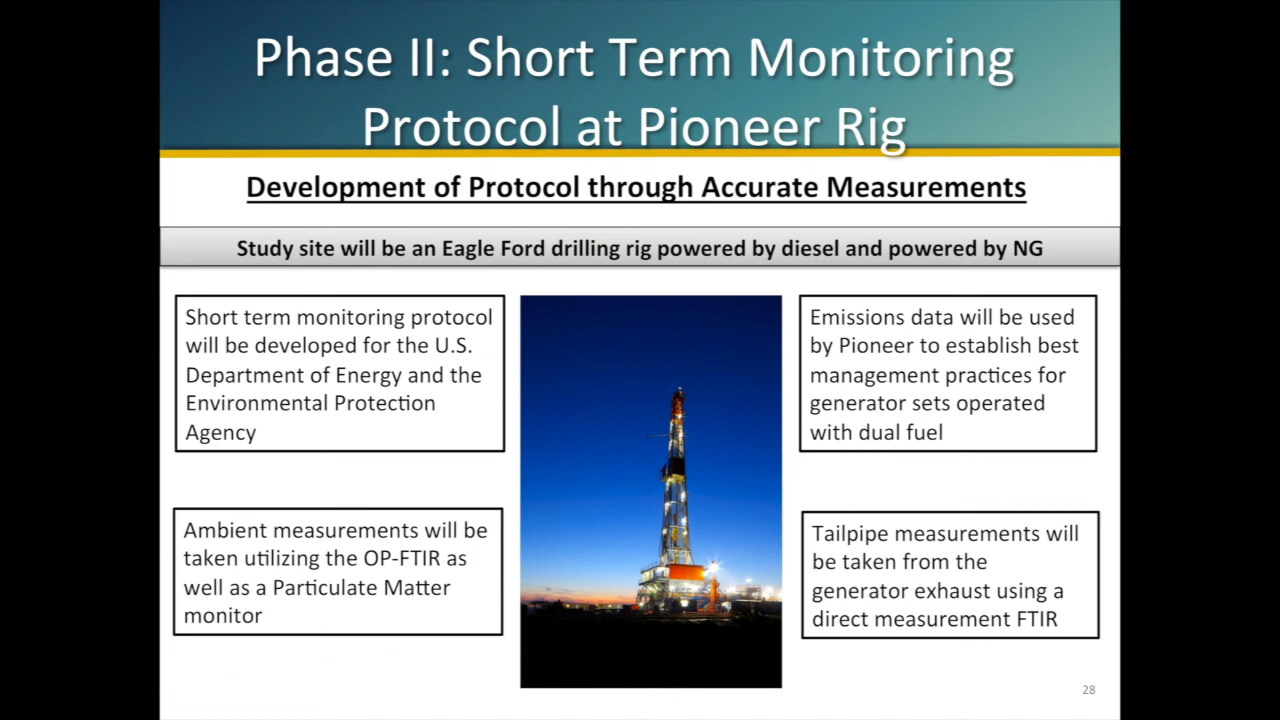 Phase II: Short Term Monitoring
Protocol at Pioneer Rig
Development of Protocol through Accurate Measurements
Study site will be an Eagle Ford drilling rig powered by diesel and powered by NG
Short term monitoring protocol
will be developed for the U.S.
Department of Energy and the
Environmental Protection
Agency
Emissions data will be used
by Pioneer to establish best
management practices for
generator sets operated
with dual fuel
Ambient measurements will be
taken utilizing the OP-FTIR as
well as a Particulate Matter
monitor
Tailpipe measurements will
be taken from the
generator exhaust using a
direct measurement FTIR
28